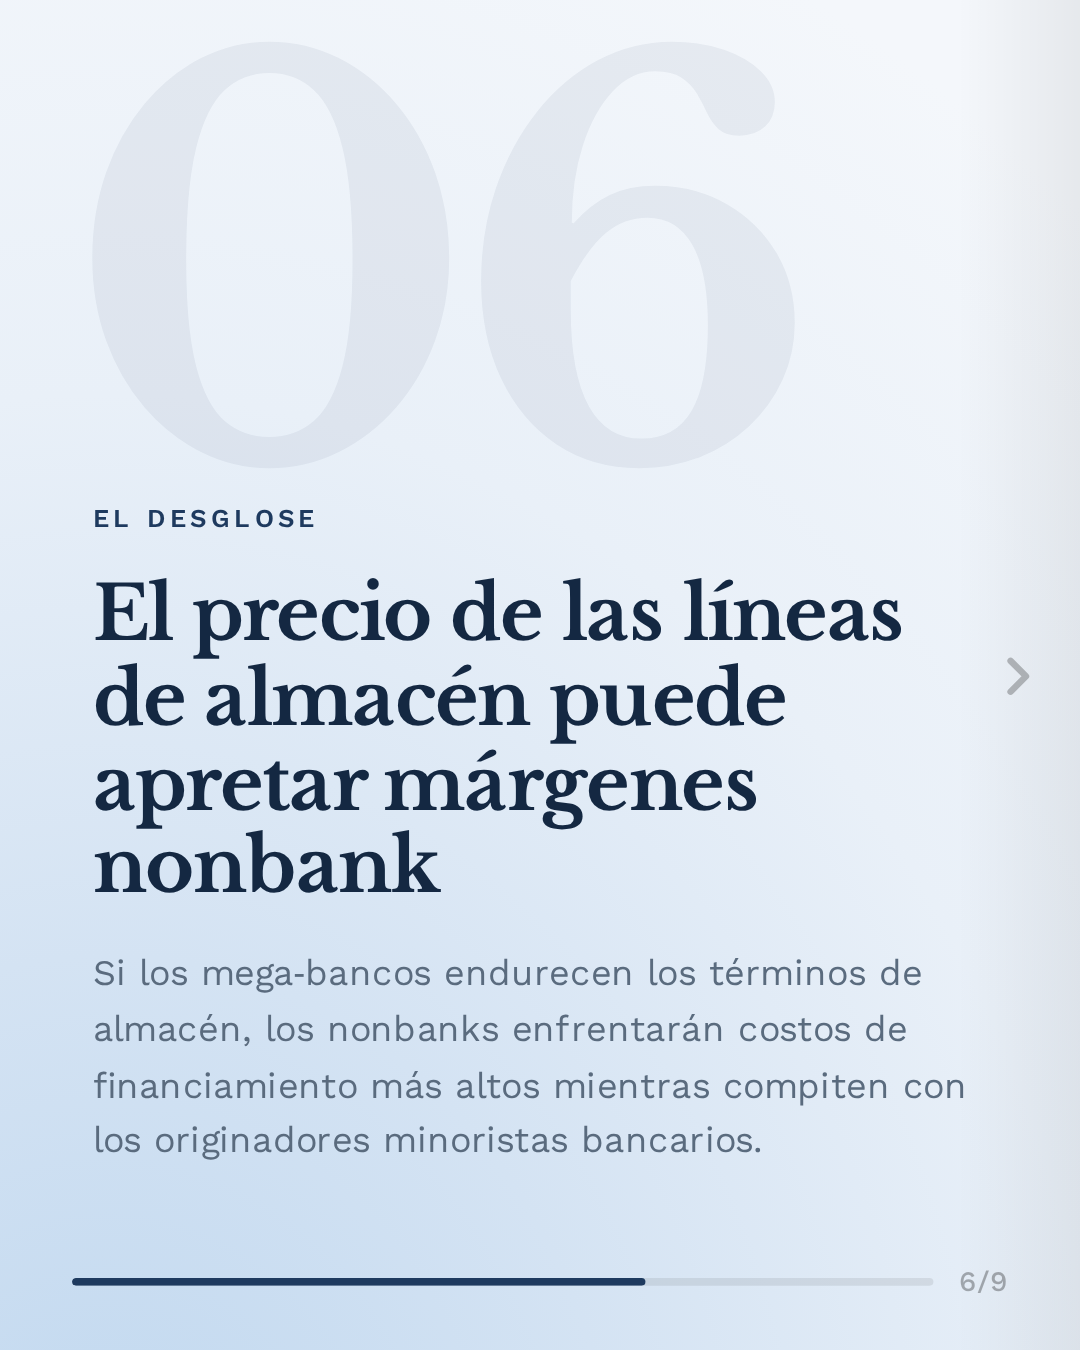 06
EL DESGLOSE
El precio de las líneas
de almacén puede
apretar márgenes
nonbank
Si los mega-bancos endurecen los términos de
almacén, los nonbanks enfrentarán costos de
financiamiento más altos mientras compiten con
los originadores minoristas bancarios.
6/9